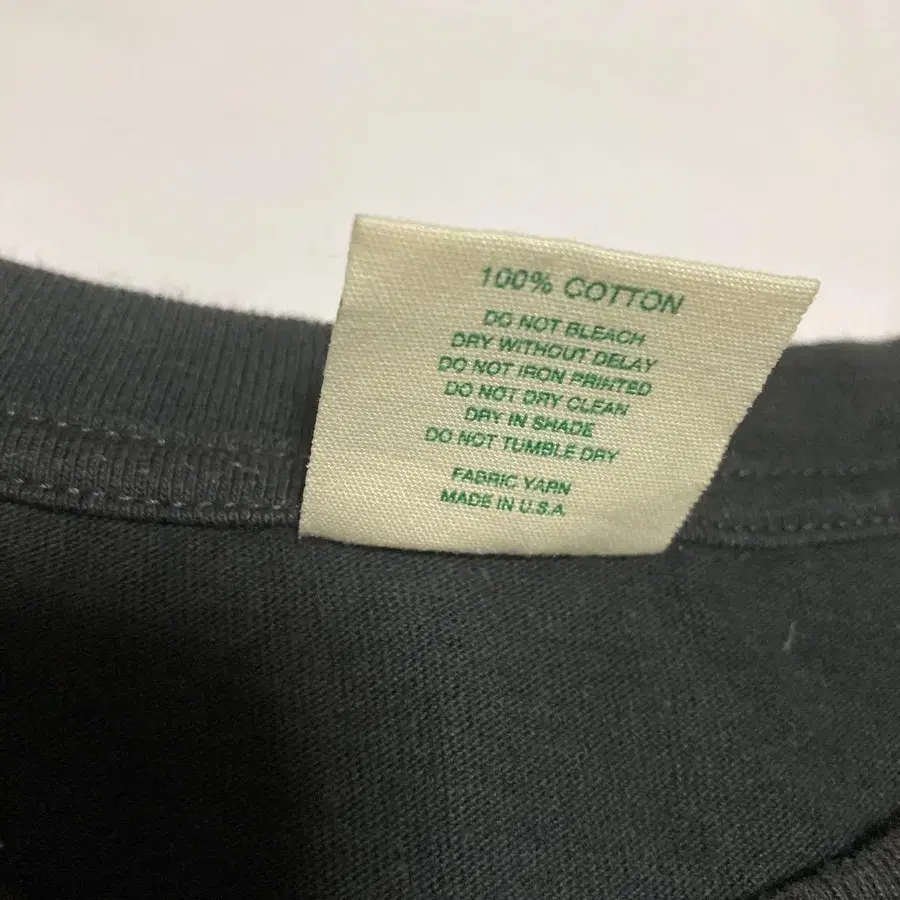 100% COTTON
DO NOT BLEACH
DRY WITHOUT DELAY
DO NOT IRON PRINTED
DO NOT DRY CLEAN
DRY IN SHADE
DO NOT TUMBLE DRY
FABRIC YARN
MADE IN U.S.A